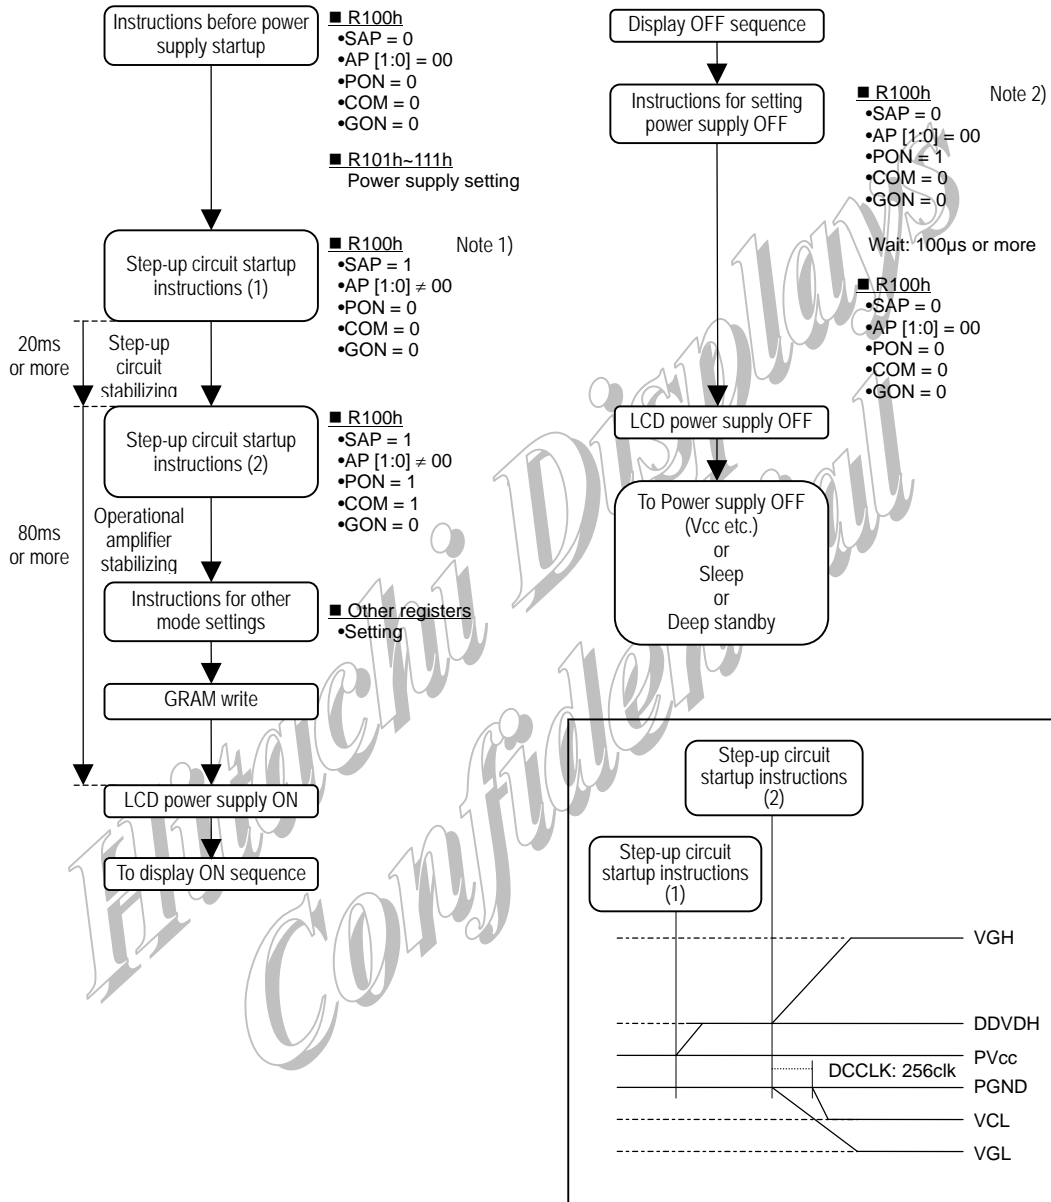 Instructions before power
supply startup
■ R100h
•SAP = 0
•AP [1:0] = 00
•PON = 0
•COM = 0
•GON = 0
■ R101h~111h
Power supply setting
Step-up circuit startup
instructions (1)
■ R100h Note 1)
•SAP = 1
•AP [1:0] ≠ 00
•PON = 0
•COM = 0
•GON = 0
20ms
or more
Step-up
circuit
stabilizing
Step-up circuit startup
instructions (2)
■ R100h
•SAP = 1
•AP [1:0] ≠ 00
•PON = 1
•COM = 1
•GON = 0
80ms
or more
Operational
amplifier
stabilizing
Instructions for other
mode settings
■ Other registers
•Setting
GRAM write
LCD power supply ON
To display ON sequence
Display OFF sequence
Instructions for setting
power supply OFF
■ R100h Note 2)
•SAP = 0
•AP [1:0] = 00
•PON = 1
•COM = 0
•GON = 0
Wait: 100µs or more
■ R100h
•SAP = 0
•AP [1:0] = 00
•PON = 0
•COM = 0
•GON = 0
LCD power supply OFF
To Power supply OFF
(Vcc etc.)
or
Sleep
or
Deep standby
Step-up circuit
startup instructions
(2)
Step-up circuit
startup instructions
(1)
VGH
DDVDH
PVcc
DCCLK: 256clk
PGND
VCL
VGL
Hitachi Displays
Confidential